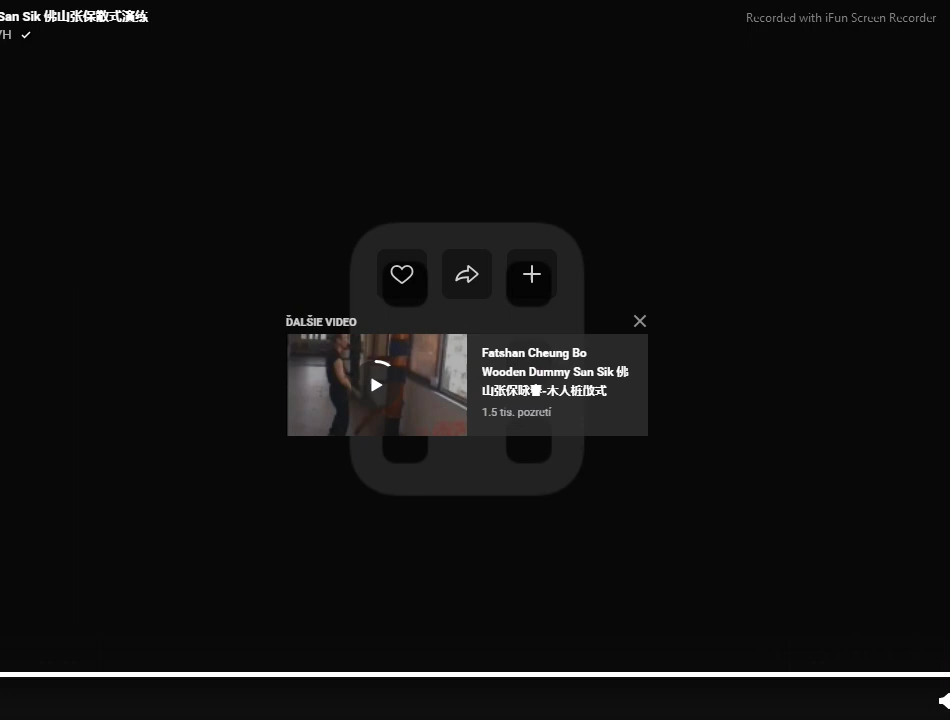 San Sik 佛山张保散式演练
Recorded with iFun Screen Recorder
/H
ĎALŠIE VIDEO
Fatshan Cheung Bo
Wooden Dummy San Sik 佛
山张保咏春-木人桩散式
1.5 tis. pozretí